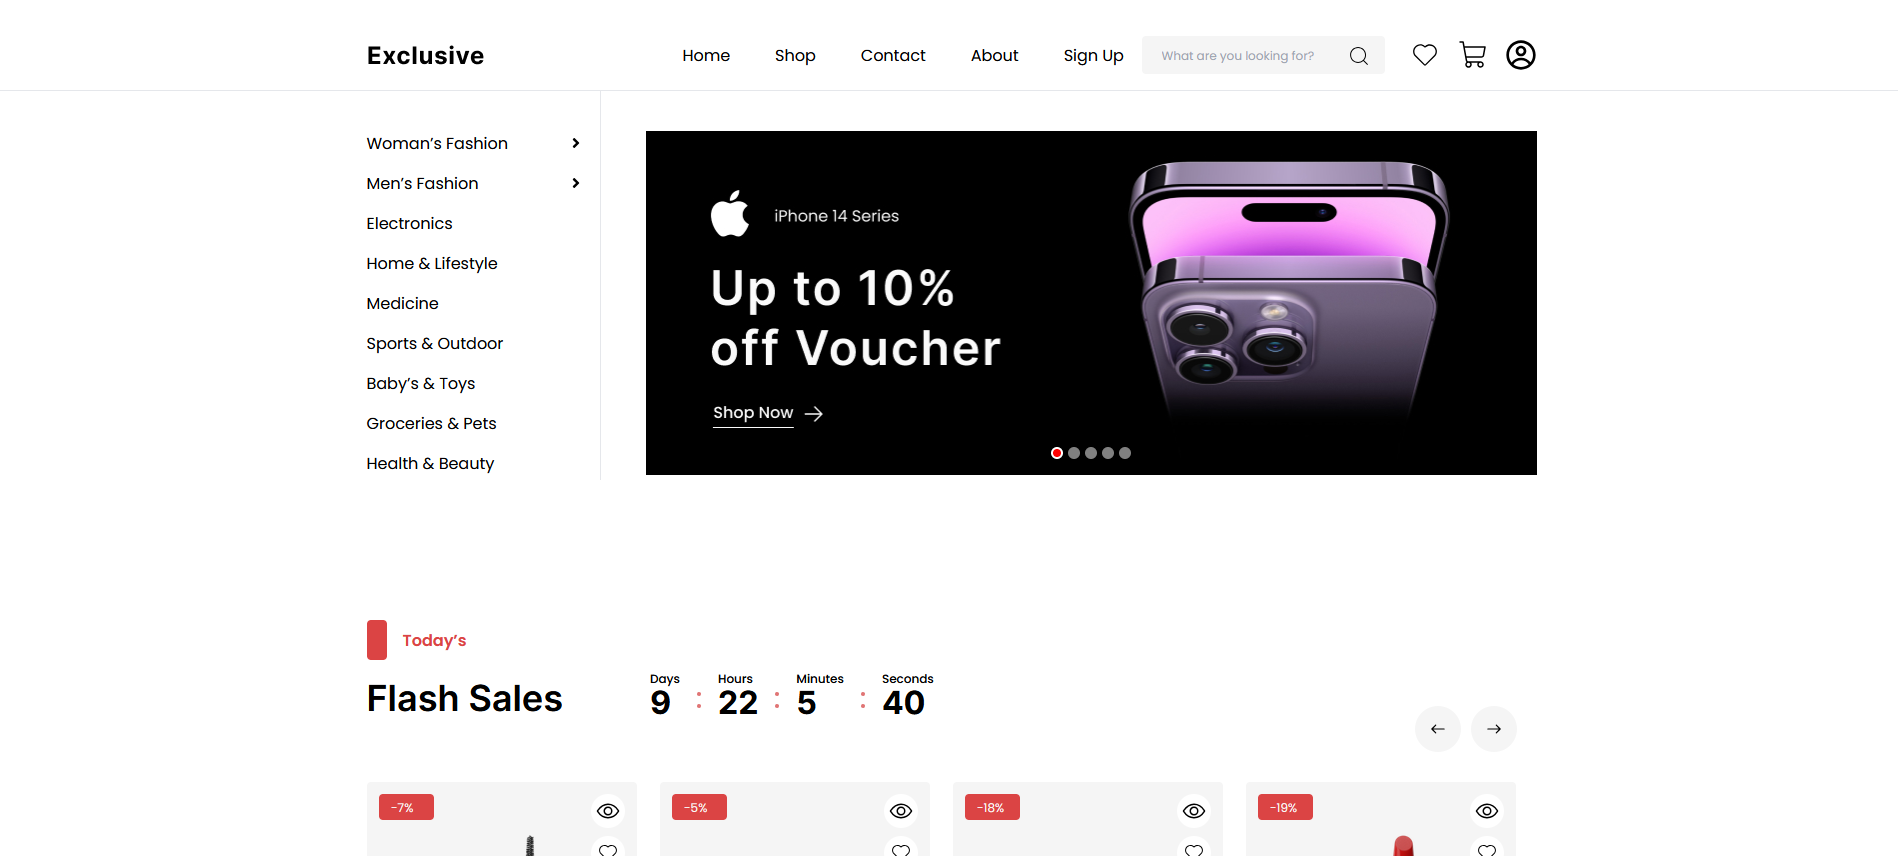 Exclusive
Home
Shop
Contact
About
Sign Up
What are you looking for?
Woman’s Fashion
Men’s Fashion
Electronics
Home & Lifestyle
Medicine
Sports & Outdoor
Baby’s & Toys
Groceries & Pets
Health & Beauty
iPhone 14 Series
Up to 10%
off Voucher
Shop Now
Today’s
Flash Sales
Days
Hours
Minutes
Seconds
9 : 22 : 5 : 40
-7%
-5%
-18%
-19%